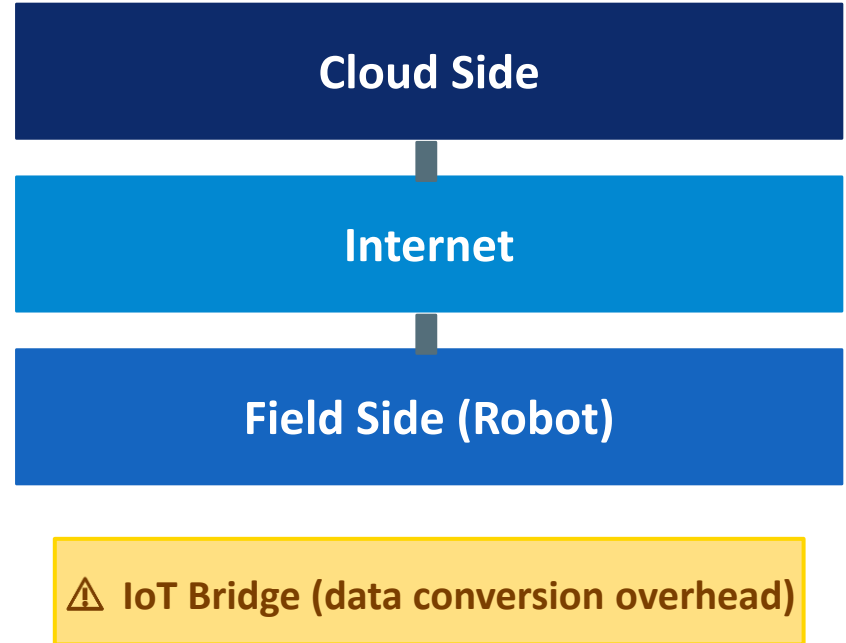 Cloud Side
Internet
Field Side (Robot)
⚠ IoT Bridge (data conversion overhead)